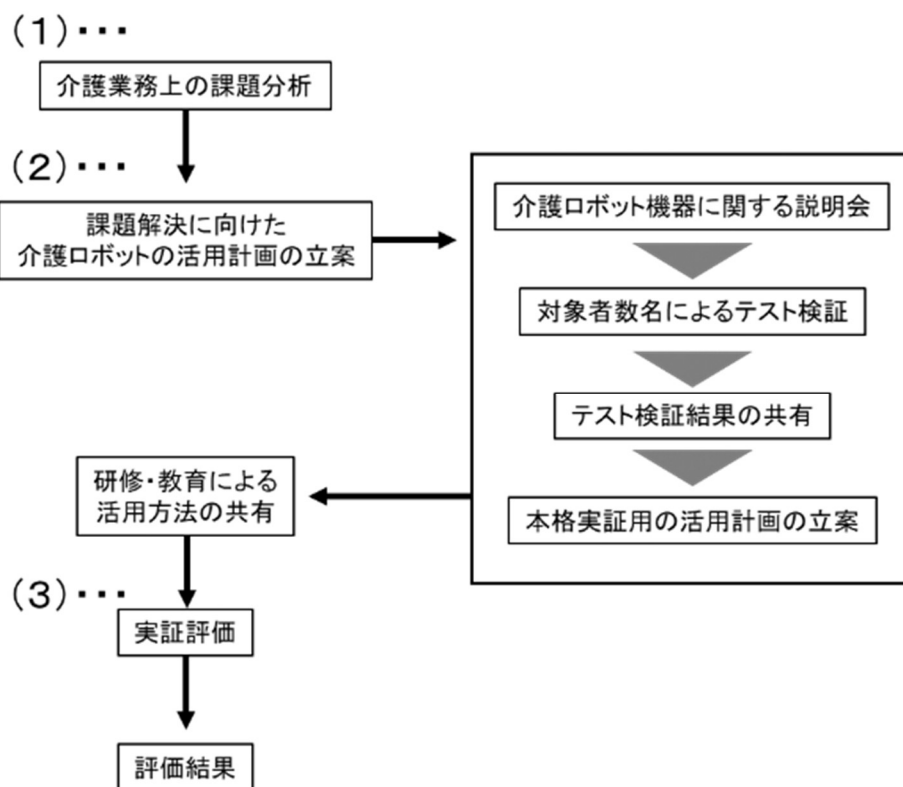 (1)・・・
介護業務上の課題分析
(2)・・・
課題解決に向けた
介護ロボットの活用計画の立案
介護ロボット機器に関する説明会
対象者数名によるテスト検証
テスト検証結果の共有
本格実証用の活用計画の立案
研修・教育による
活用方法の共有
(3)・・・
実証評価
評価結果